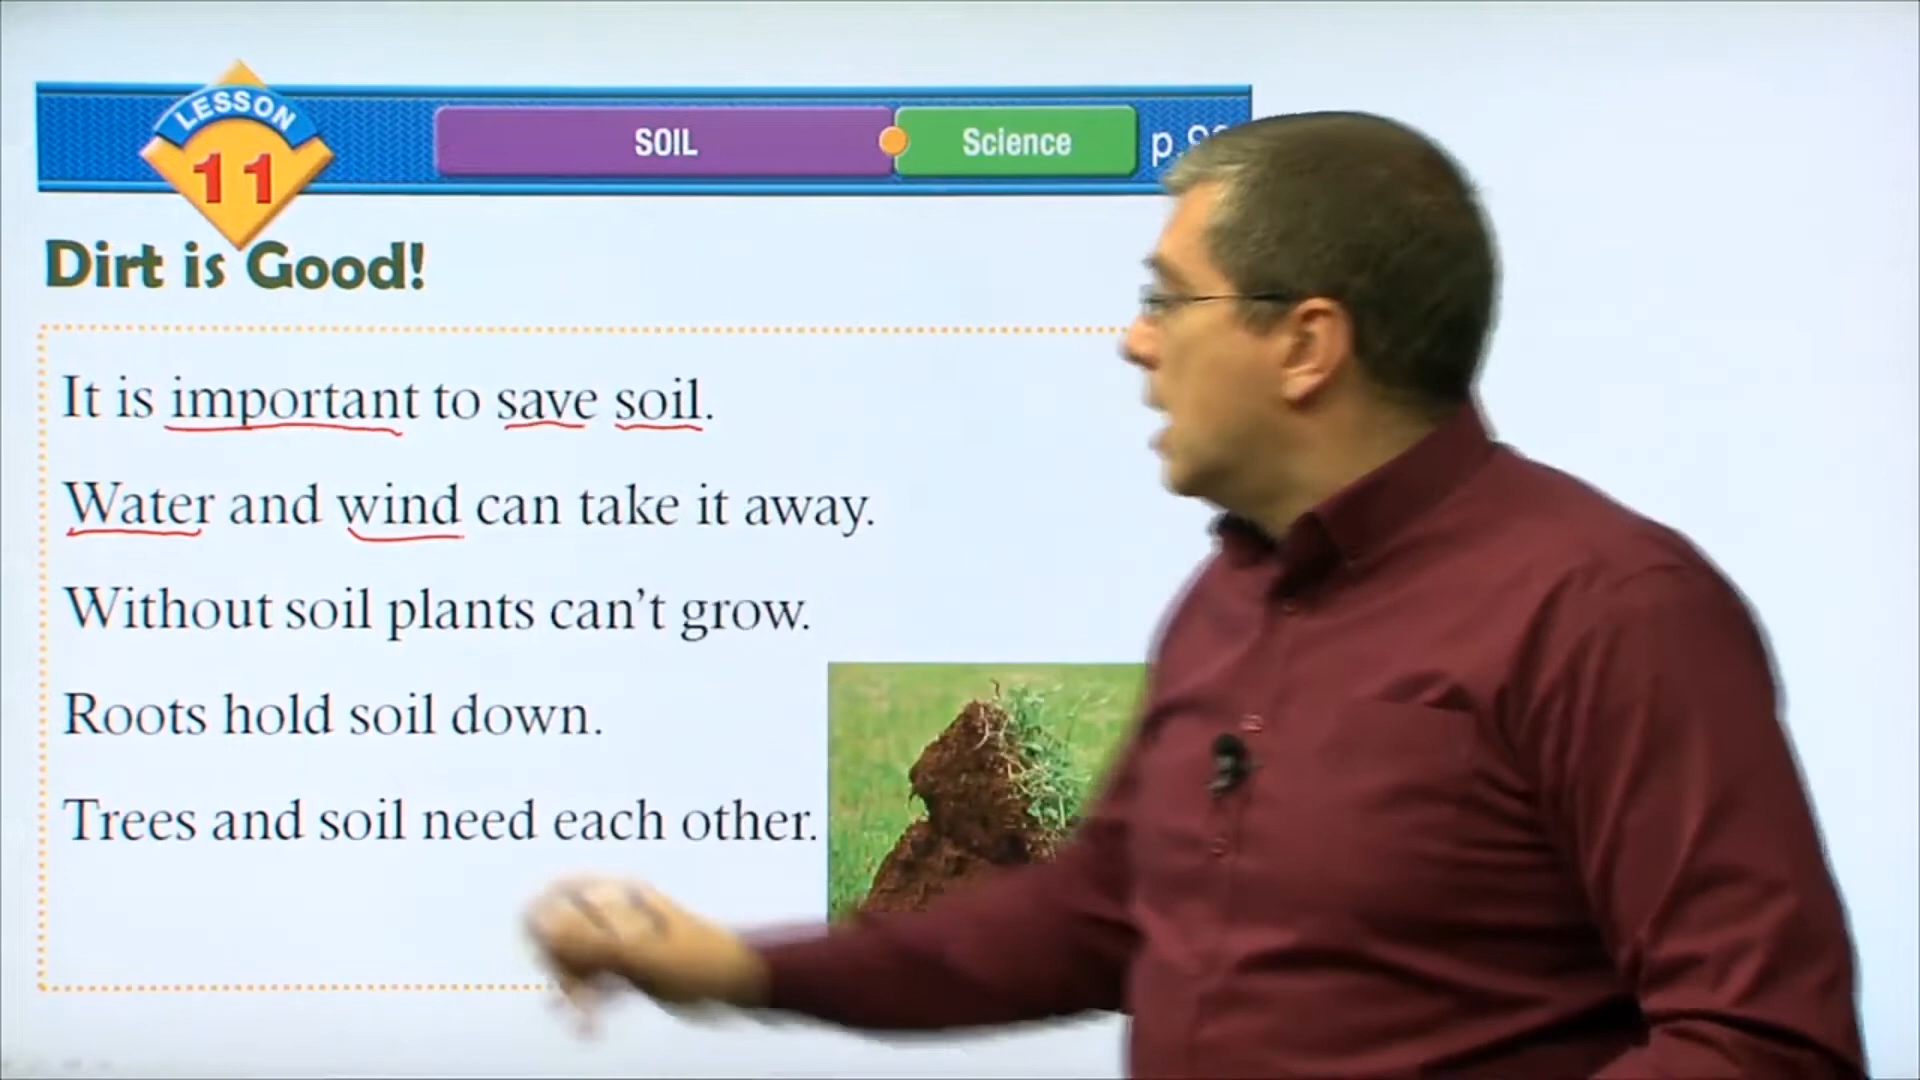 LESSON
11
SOIL
Science
Dirt is Good!
It is important to save soil.
Water and wind can take it away.
Without soil plants can't grow.
Roots hold soil down.
Trees and soil need each other.